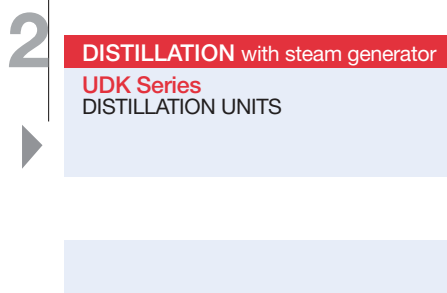 2
DISTILLATION with steam generator
UDK Series
DISTILLATION UNITS